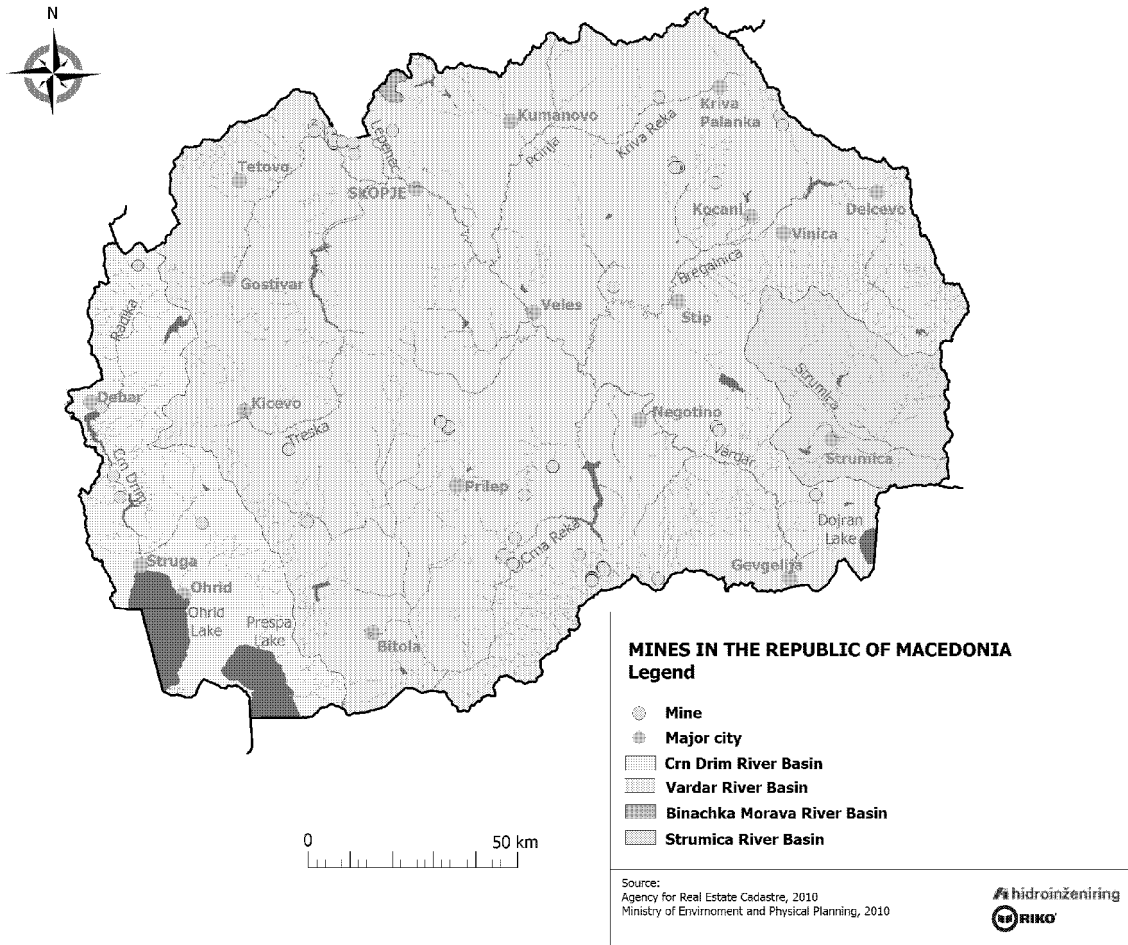 N
Kriva
Palanka
Kumanovo
Kriva Reka
Pcinja
Lepenec
Tetovo
SKOPJE
Kocani
Delcevo
Vinica
Bregalnica
Gostivar
Radika
Veles
Stip
Strumica
Debar
Kicevo
Treska
Negotino
Vardar
Strumica
Crn Drim
Prilep
Crna Reka
Dojran
Lake
Struga
Gevgelija
Ohrid
Ohrid
Lake
Prespa
Lake
Bitola
MINES IN THE REPUBLIC OF MACEDONIA
Legend
Mine
Major city
Crn Drim River Basin
Vardar River Basin
Binachka Morava River Basin
Strumica River Basin
0 50 km
Source:
Agency for Real Estate Cadastre, 2010
Ministry of Envirnoment and Physical Planning, 2010
hidroinženiring
RIKO